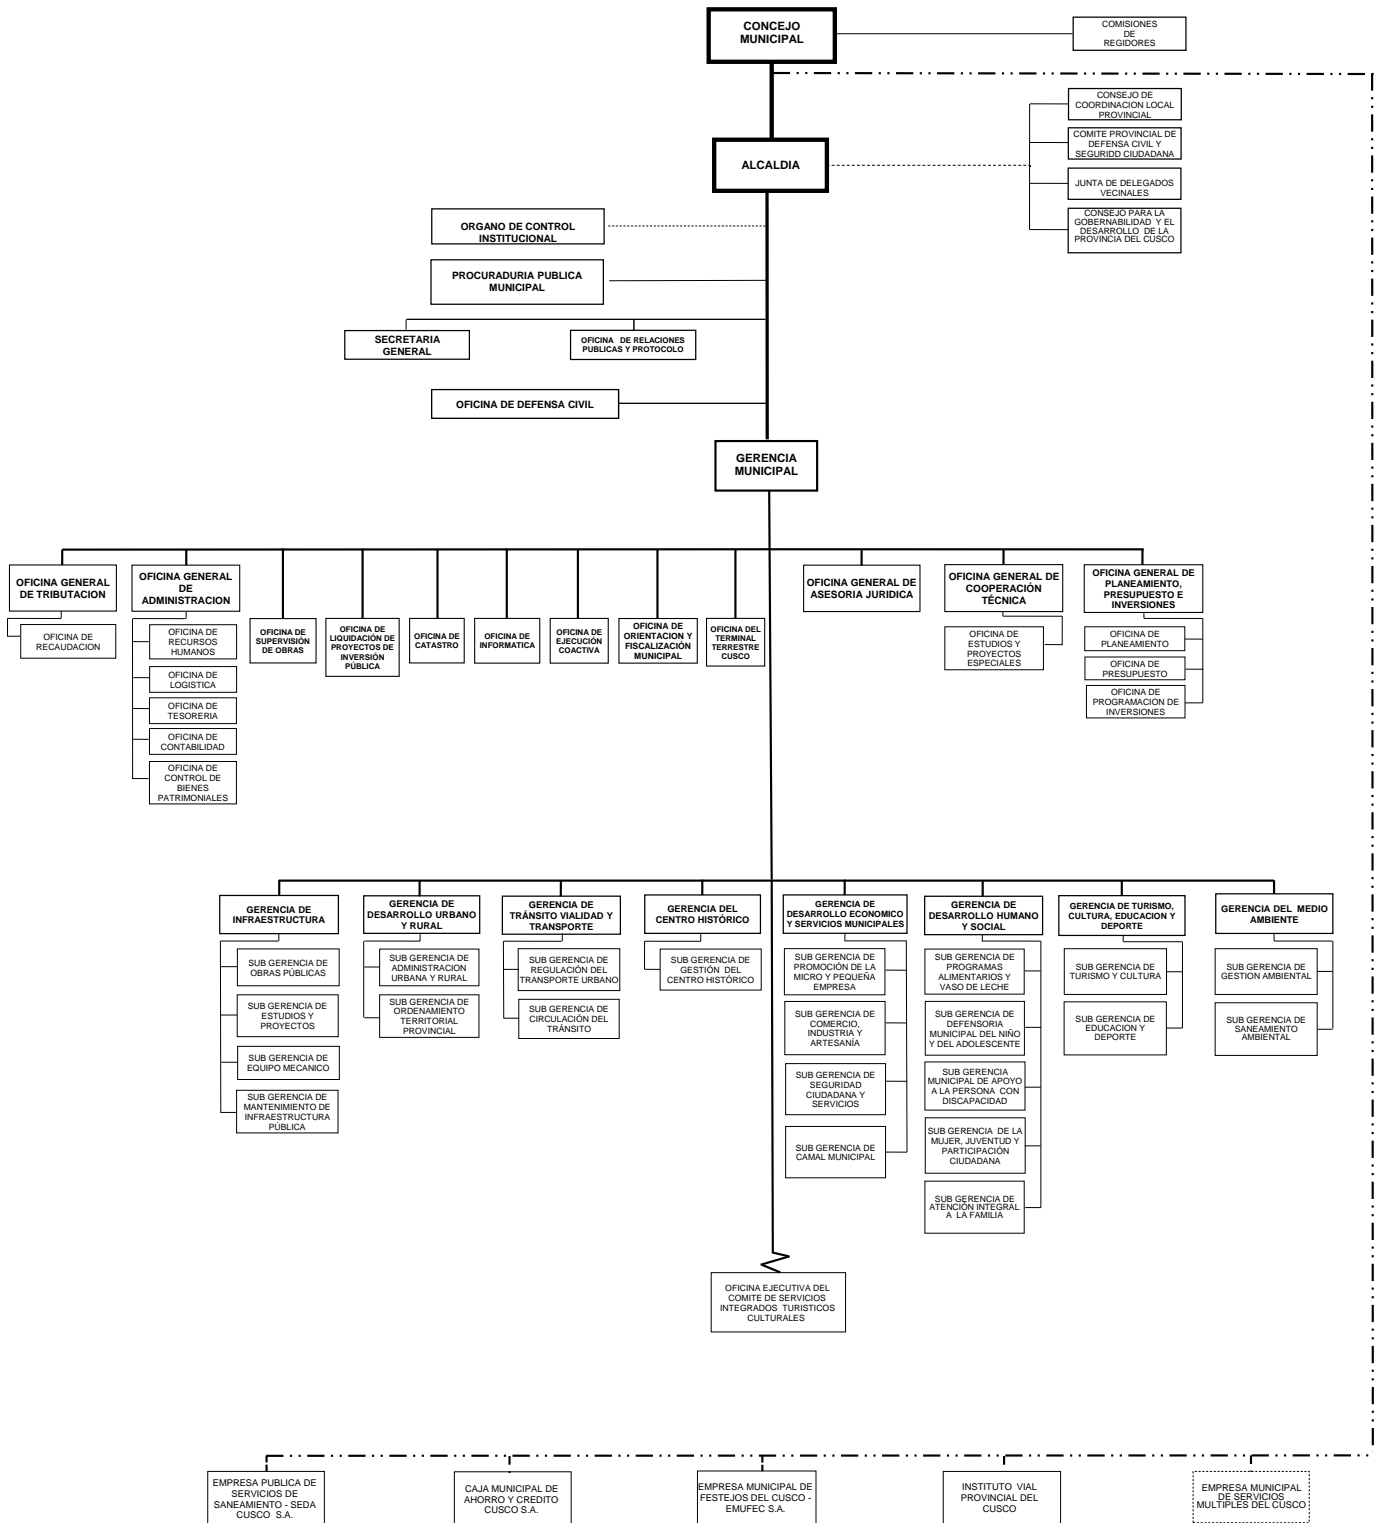 CONCEJO
MUNICIPAL
COMISIONES
DE
REGIDORES
CONSEJO DE
COORDINACION LOCAL
PROVINCIAL
COMITE PROVINCIAL DE
DEFENSA CIVIL Y
SEGURIDD CIUDADANA
ALCALDIA
JUNTA DE DELEGADOS
VECINALES
CONSEJO PARA LA
GOBERNABILIDAD Y EL
DESARROLLO DE LA
PROVINCIA DEL CUSCO
ORGANO DE CONTROL
INSTITUCIONAL
PROCURADURIA PUBLICA
MUNICIPAL
SECRETARIA
GENERAL
OFICINA DE RELACIONES
PUBLICAS Y PROTOCOLO
OFICINA DE DEFENSA CIVIL
GERENCIA
MUNICIPAL
OFICINA GENERAL
DE TRIBUTACION
OFICINA DE
RECAUDACION
OFICINA GENERAL
DE
ADMINISTRACION
OFICINA DE
RECURSOS
HUMANOS
OFICINA DE
LOGISTICA
OFICINA DE
TESORERIA
OFICINA DE
CONTABILIDAD
OFICINA DE
CONTROL DE
BIENES
PATRIMONIALES
OFICINA DE
SUPERVISIÓN
DE OBRAS
OFICINA DE
LIQUIDACIÓN DE
PROYECTOS DE
INVERSIÓN
PÚBLICA
OFICINA DE
CATASTRO
OFICINA DE
INFORMATICA
OFICINA DE
EJECUCIÓN
COACTIVA
OFICINA DE
ORIENTACION Y
FISCALIZACIÓN
MUNICIPAL
OFICINA DEL
TERMINAL
TERRESTRE
CUSCO
OFICINA GENERAL DE
ASESORIA JURIDICA
OFICINA GENERAL DE
COOPERACIÓN
TÉCNICA
OFICINA DE
ESTUDIOS Y
PROYECTOS
ESPECIALES
OFICINA GENERAL DE
PLANEAMIENTO,
PRESUPUESTO E
INVERSIONES
OFICINA DE
PLANEAMIENTO
OFICINA DE
PRESUPUESTO
OFICINA DE
PROGRAMACION DE
INVERSIONES
GERENCIA DE
INFRAESTRUCTURA
SUB GERENCIA DE
OBRAS PÚBLICAS
SUB GERENCIA DE
ESTUDIOS Y
PROYECTOS
SUB GERENCIA DE
EQUIPO MECANICO
SUB GERENCIA DE
MANTENIMIENTO DE
INFRAESTRUCTURA
PÚBLICA
GERENCIA DE
DESARROLLO URBANO
Y RURAL
SUB GERENCIA DE
ADMINISTRACION
URBANA Y RURAL
SUB GERENCIA DE
ORDENAMIENTO
TERRITORIAL
PROVINCIAL
GERENCIA DE
TRÁNSITO VIALIDAD Y
TRANSPORTE
SUB GERENCIA DE
REGULACIÓN DEL
TRANSPORTE URBANO
SUB GERENCIA DE
CIRCULACIÓN DEL
TRÁNSITO
GERENCIA DEL
CENTRO HISTÓRICO
SUB GERENCIA DE
GESTIÓN DEL
CENTRO HISTÓRICO
GERENCIA DE
DESARROLLO ECONOMICO
Y SERVICIOS MUNICIPALES
SUB GERENCIA DE
PROMOCIÓN DE LA
MICRO Y PEQUEÑA
EMPRESA
SUB GERENCIA DE
COMERCIO,
INDUSTRIA Y
ARTESANÍA
SUB GERENCIA DE
SEGURIDAD
CIUDADANA Y
SERVICIOS
SUB GERENCIA DE
CAMAL MUNICIPAL
GERENCIA DE
DESARROLLO HUMANO
Y SOCIAL
SUB GERENCIA DE
PROGRAMAS
ALIMENTARIOS Y
VASO DE LECHE
SUB GERENCIA DE
DEFENSORIA
MUNICIPAL DEL NIÑO
Y DEL ADOLESCENTE
SUB GERENCIA
MUNICIPAL DE APOYO
A LA PERSONA CON
DISCAPACIDAD
SUB GERENCIA DE LA
MUJER, JUVENTUD Y
PARTICIPACIÓN
CIUDADANA
SUB GERENCIA DE
ATENCIÓN INTEGRAL
A LA FAMILIA
GERENCIA DE TURISMO,
CULTURA, EDUCACION Y
DEPORTE
SUB GERENCIA DE
TURISMO Y CULTURA
SUB GERENCIA DE
EDUCACION Y
DEPORTE
GERENCIA DEL MEDIO
AMBIENTE
SUB GERENCIA DE
GESTION AMBIENTAL
SUB GERENCIA DE
SANEAMIENTO
AMBIENTAL
OFICINA EJECUTIVA DEL
COMITE DE SERVICIOS
INTEGRADOS TURISTICOS
CULTURALES
EMPRESA PUBLICA DE
SERVICIOS DE
SANEAMIENTO - SEDA
CUSCO S.A.
CAJA MUNICIPAL DE
AHORRO Y CREDITO
CUSCO S.A.
EMPRESA MUNICIPAL DE
FESTEJOS DEL CUSCO -
EMUFEC S.A.
INSTITUTO VIAL
PROVINCIAL DEL
CUSCO
EMPRESA MUNICIPAL
DE SERVICIOS
MULTIPLES DEL CUSCO